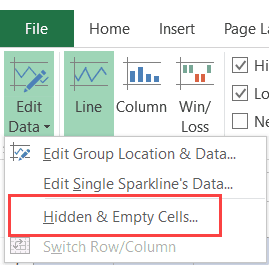 File Home Insert Page La
Edit Data Line Column Win/ Loss
Hi
Lo
Ne
Edit Group Location & Data...
Edit Single Sparkline's Data...
Hidden & Empty Cells...
Switch Row/Column